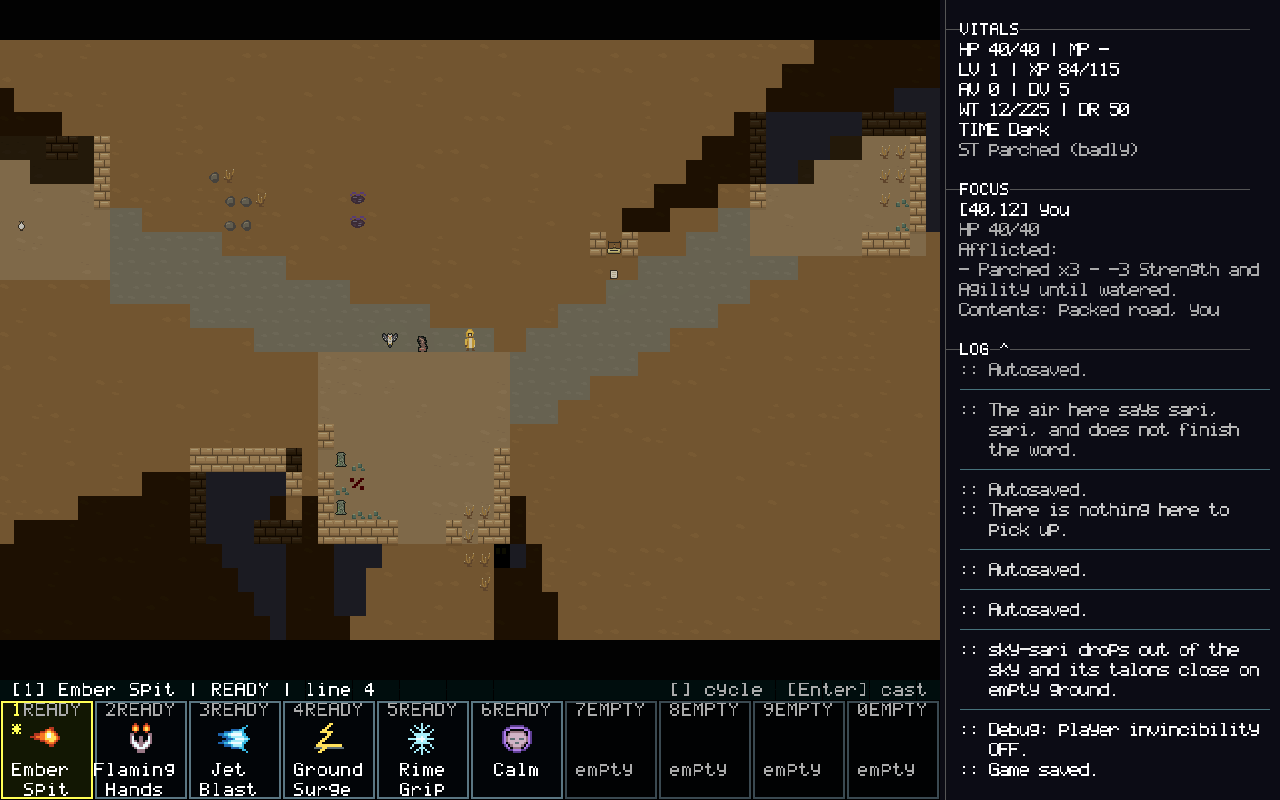 VITALS
HP 40/40 | MP -
LV 1 | XP 84/115
AV 0 | DV 5
WT 12/225 | DR 50
TIME Dark
ST Parched (badly)
FOCUS
[40,12] You
HP 40/40
Afflicted:
- Parched x3 - -3 Strength and
Agility until watered.
Contents: Packed road, You
LOG ^
:: Autosaved.
:: The air here says sari,
sari, and does not finish
the word.
:: Autosaved.
:: There is nothing here to
Pick up.
:: Autosaved.
:: Autosaved.
:: sky-sari drops out of the
sky and its talons close on
empty ground.
:: Debug: Player invincibility
OFF.
:: Game saved.
[1] Ember Spit | READY | line 4
[] cycle [Enter] cast
1READY 2READY 3READY 4READY 5READY 6READY 7EMPTY 8EMPTY 9EMPTY 0EMPTY
*
Ember Flaming Jet Ground Rime Calm empty empty empty empty
Spit Hands Blast Surge Grip